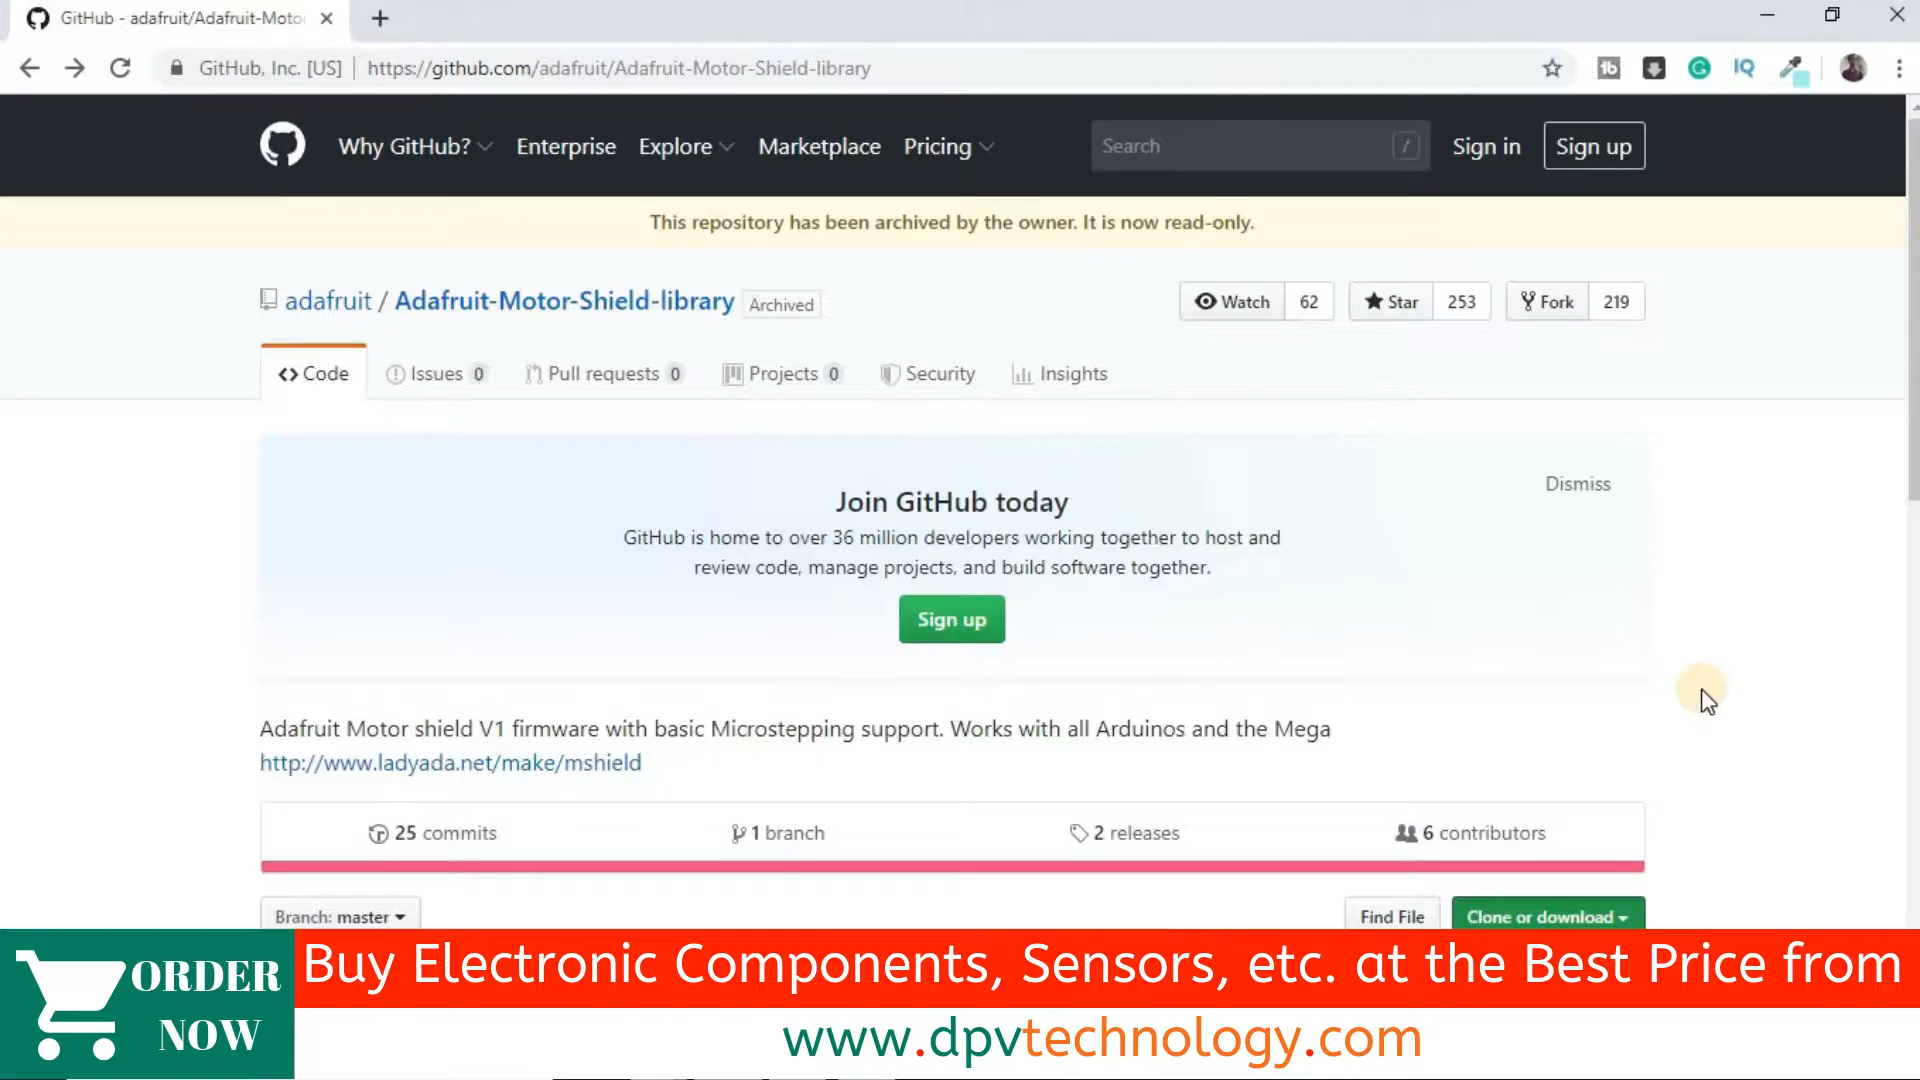 GitHub - adafruit/Adafruit-Moto
GitHub, Inc. [US] https://github.com/adafruit/Adafruit-Motor-Shield-library
Why GitHub? Enterprise Explore Marketplace Pricing Search / Sign in Sign up
This repository has been archived by the owner. It is now read-only.
adafruit / Adafruit-Motor-Shield-library Archived Watch 62 Star 253 Fork 219
Code Issues 0 Pull requests 0 Projects 0 Security Insights
Dismiss
Join GitHub today
GitHub is home to over 36 million developers working together to host and
review code, manage projects, and build software together.
Sign up
Adafruit Motor shield V1 firmware with basic Microstepping support. Works with all Arduinos and the Mega
http://www.ladyada.net/make/mshield
25 commits 1 branch 2 releases 6 contributors
Branch: master Find File Clone or download
ORDER NOW
Buy Electronic Components, Sensors, etc. at the Best Price from
www.dpvtechnology.com